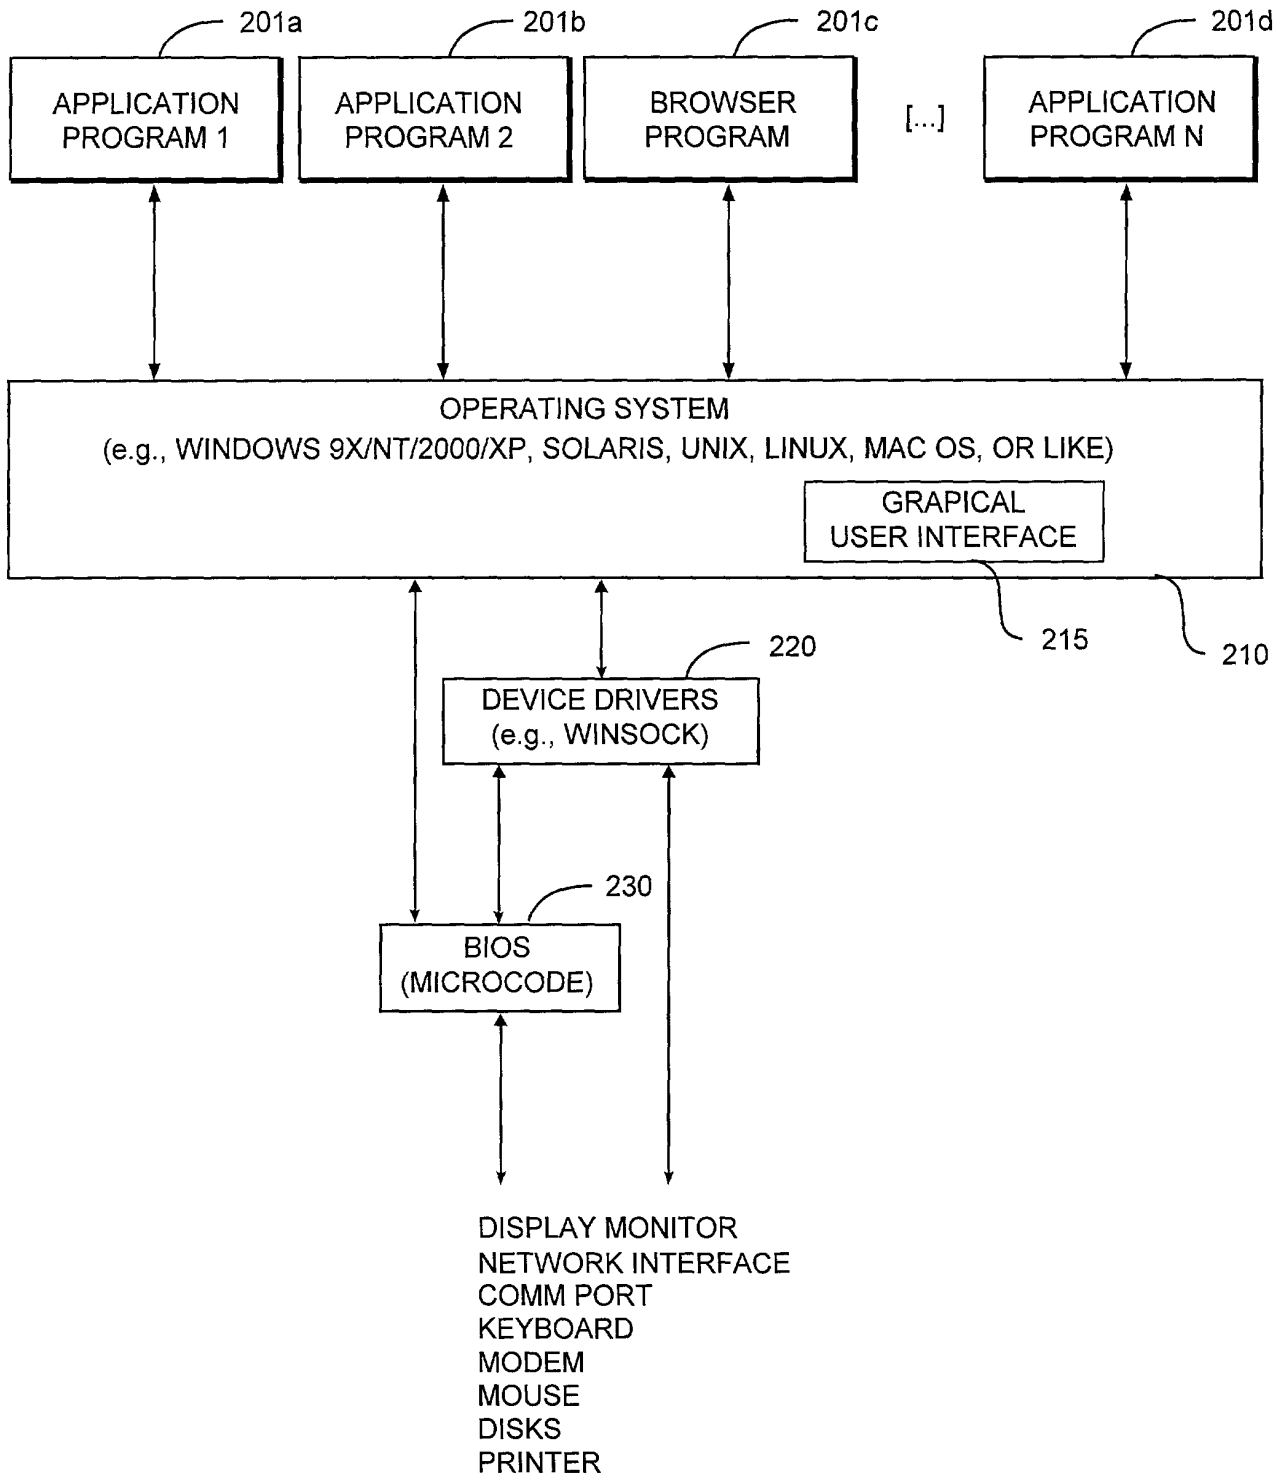 201a
201b
201c
201d
APPLICATION
PROGRAM 1
APPLICATION
PROGRAM 2
BROWSER
PROGRAM
[...]
APPLICATION
PROGRAM N
OPERATING SYSTEM
(e.g., WINDOWS 9X/NT/2000/XP, SOLARIS, UNIX, LINUX, MAC OS, OR LIKE)
GRAPICAL
USER INTERFACE
215
210
220
DEVICE DRIVERS
(e.g., WINSOCK)
230
BIOS
(MICROCODE)
DISPLAY MONITOR
NETWORK INTERFACE
COMM PORT
KEYBOARD
MODEM
MOUSE
DISKS
PRINTER